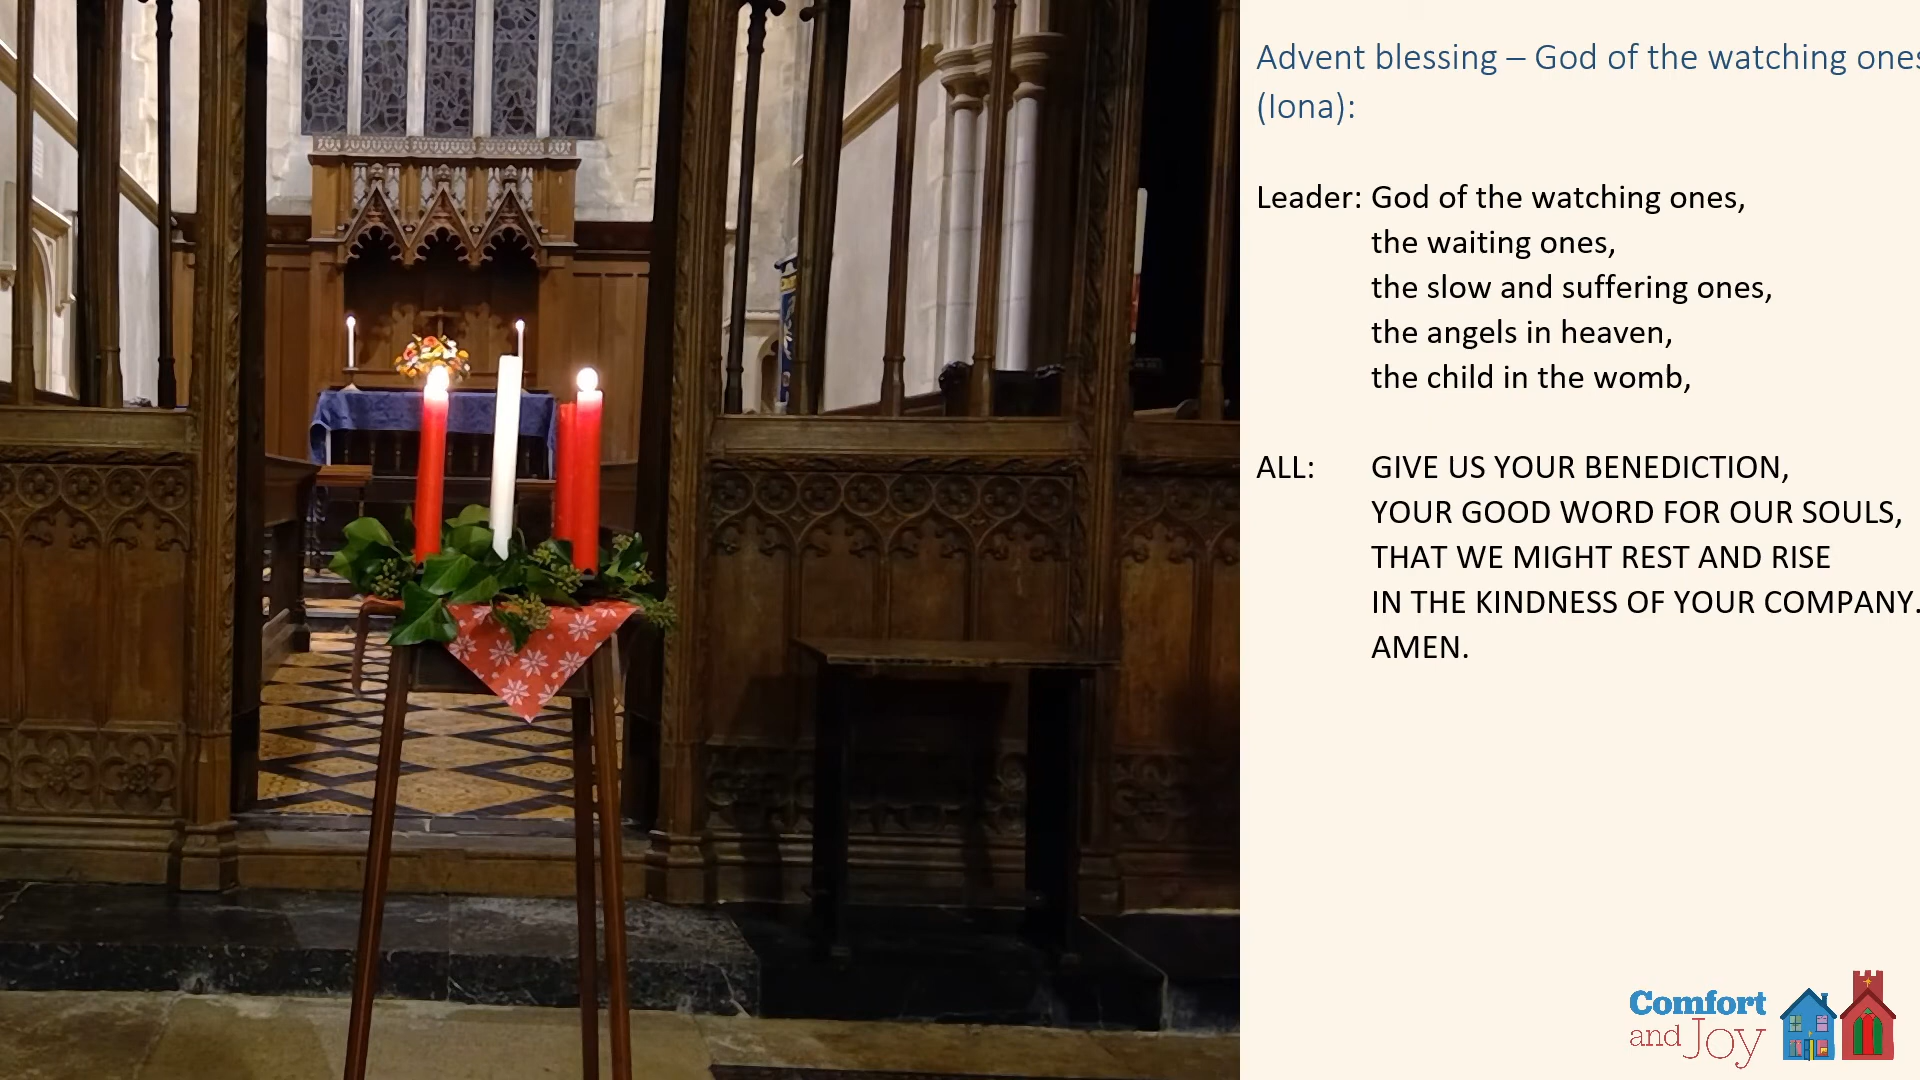 Advent blessing – God of the watching ones
(Iona):
Leader: God of the watching ones,
the waiting ones,
the slow and suffering ones,
the angels in heaven,
the child in the womb,
ALL: GIVE US YOUR BENEDICTION,
YOUR GOOD WORD FOR OUR SOULS,
THAT WE MIGHT REST AND RISE
IN THE KINDNESS OF YOUR COMPANY.
AMEN.
Comfort
and Joy